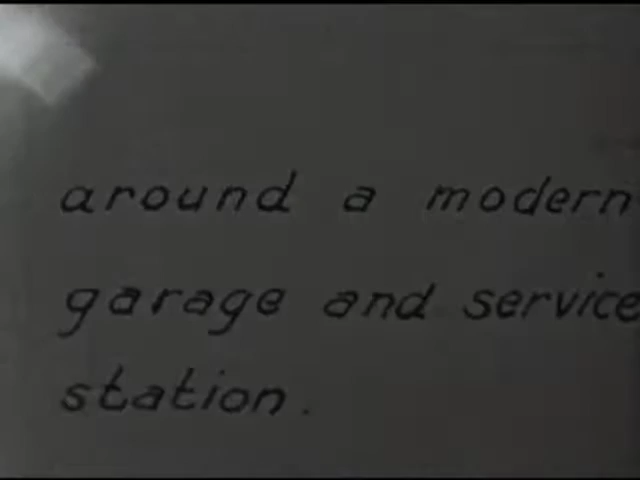 around a modern
garage and service
station.